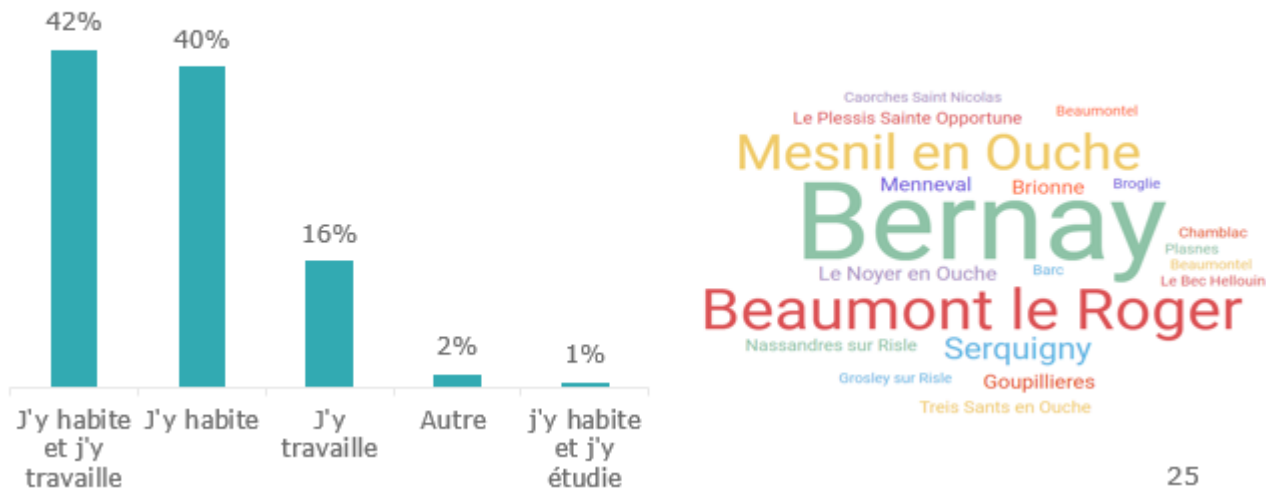 42%
40%
16%
2%
1%
J'y habite
et j'y
travaille
J'y habite
J'y
travaille
Autre
j'y habite
et j'y
étudie
Caorches Saint Nicolas
Le Plessis Sainte Opportune
Beaumontel
Mesnil en Ouche
Menneval
Brionne
Broglie
Bernay
Chamblac
Plasnes
Beaumontel
Le Noyer en Ouche
Barc
Le Bec Hellouin
Beaumont le Roger
Nassandres sur Risle
Serquigny
Grosley sur Risle
Goupillieres
Treis Sants en Ouche
25